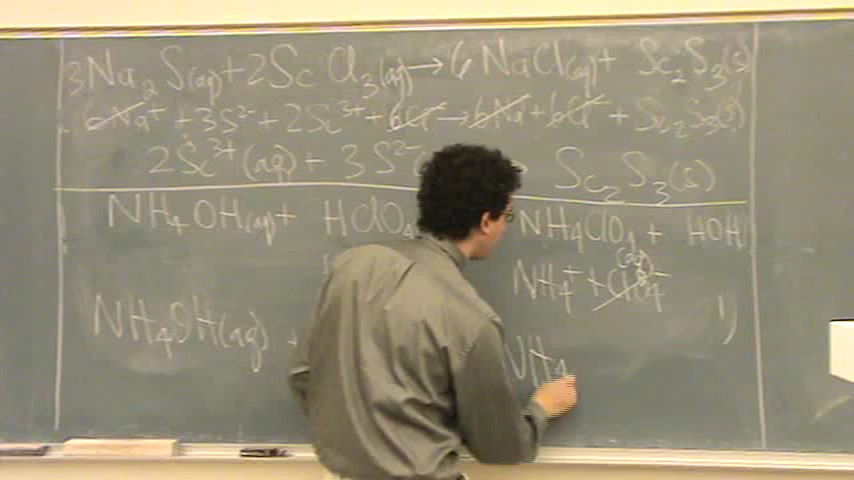 3Na₂S(aq) + 2ScCl₃(aq) → 6NaCl(aq) + Sc₂S₃(s)
6Na⁺ + 3S²⁻ + 2Sc³⁺ + 6Cl⁻ → 6Na⁺ + 6Cl⁻ + Sc₂S₃(s)
2Sc³⁺(aq) + 3S²⁻( Sc₂S₃(s)
NH₄OH(aq) + HClO₄ NH₄ClO₄ + HOH
NH₄⁺ + ClO₄⁻ (aq)
NH₄OH(aq) + NH₄